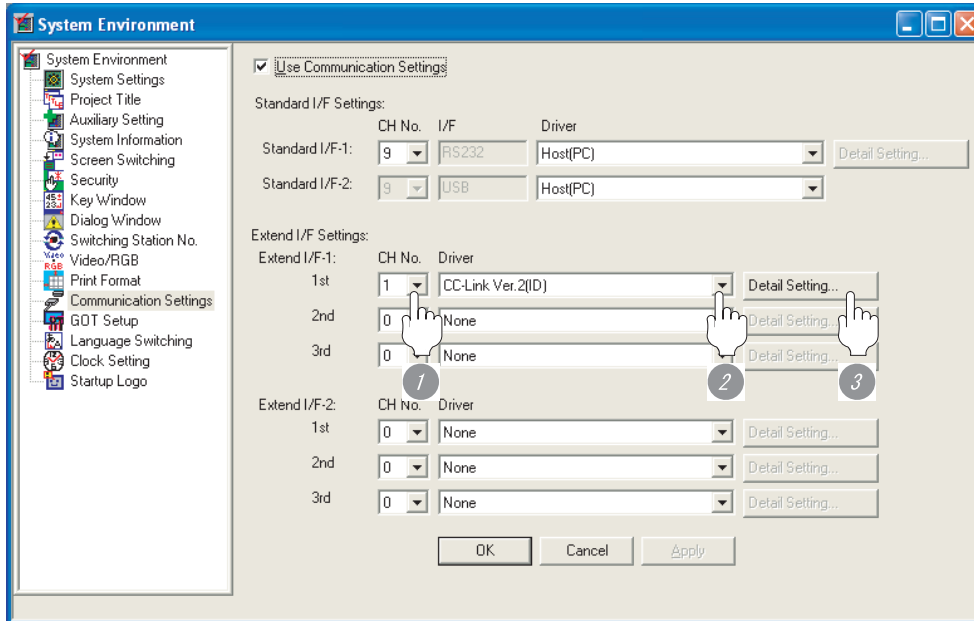 System Environment
System Environment
System Settings
Project Title
Auxiliary Setting
System Information
Screen Switching
Security
Key Window
Dialog Window
Switching Station No.
Video/RGB
Print Format
Communication Settings
GOT Setup
Language Switching
Clock Setting
Startup Logo
Use Communication Settings
Standard I/F Settings:
CH No. I/F Driver
Standard I/F-1: 9 RS232 Host(PC) Detail Setting...
Standard I/F-2: 9 USB Host(PC)
Extend I/F Settings:
Extend I/F-1: CH No. Driver
1st 1 CC-Link Ver.2(ID) Detail Setting...
2nd 0 None Detail Setting...
3rd 0 None Detail Setting...
1 2 3
Extend I/F-2: CH No. Driver
1st 0 None Detail Setting...
2nd 0 None Detail Setting...
3rd 0 None Detail Setting...
OK Cancel Apply